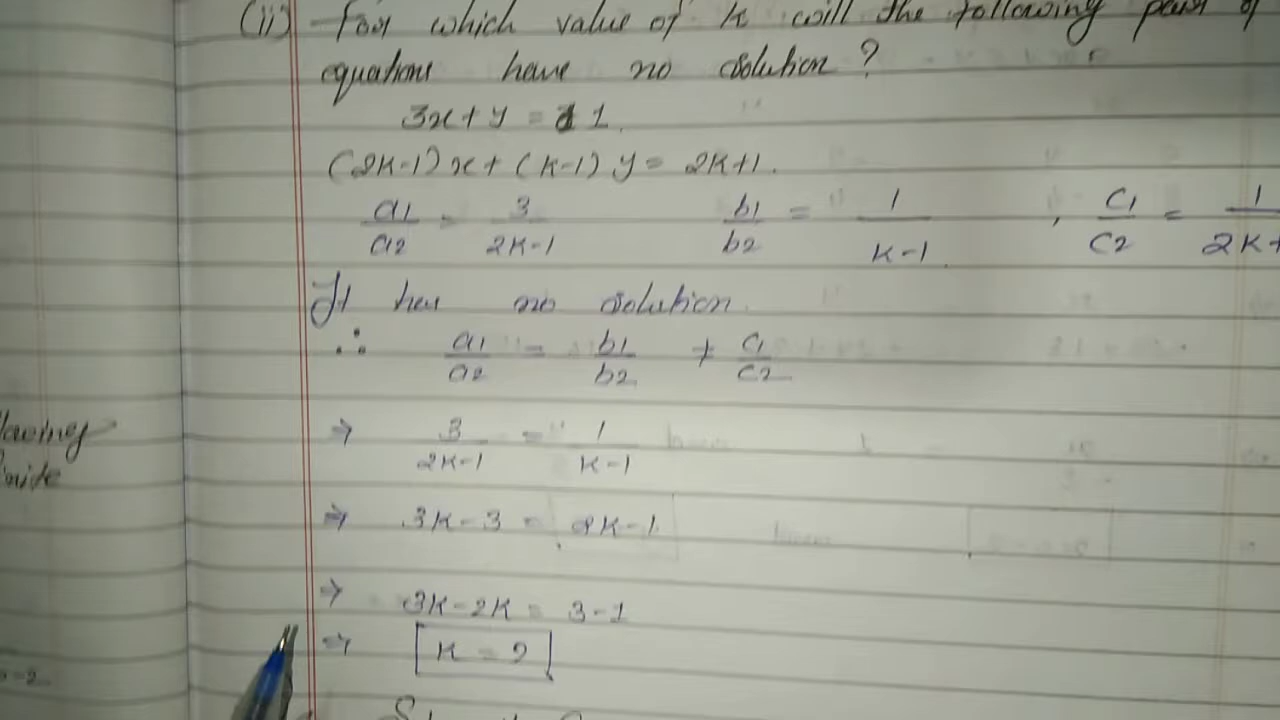 (ii) For which value of k will the following pair of
equations have no solution ?
3x + y = 1.
(2K-1)x + (K-1) y = 2K+1.
a1/a2 = 3/2K-1 b1/b2 = 1/K-1 , c1/c2 = 1/2K+
It has no solution.
∴ a1/a2 = b1/b2 ≠ c1/c2
⇒ 3/2K-1 = 1/K-1
⇒ 3K-3 = 2K-1
⇒ 3K-2K = 3-1
⇒ K = 2